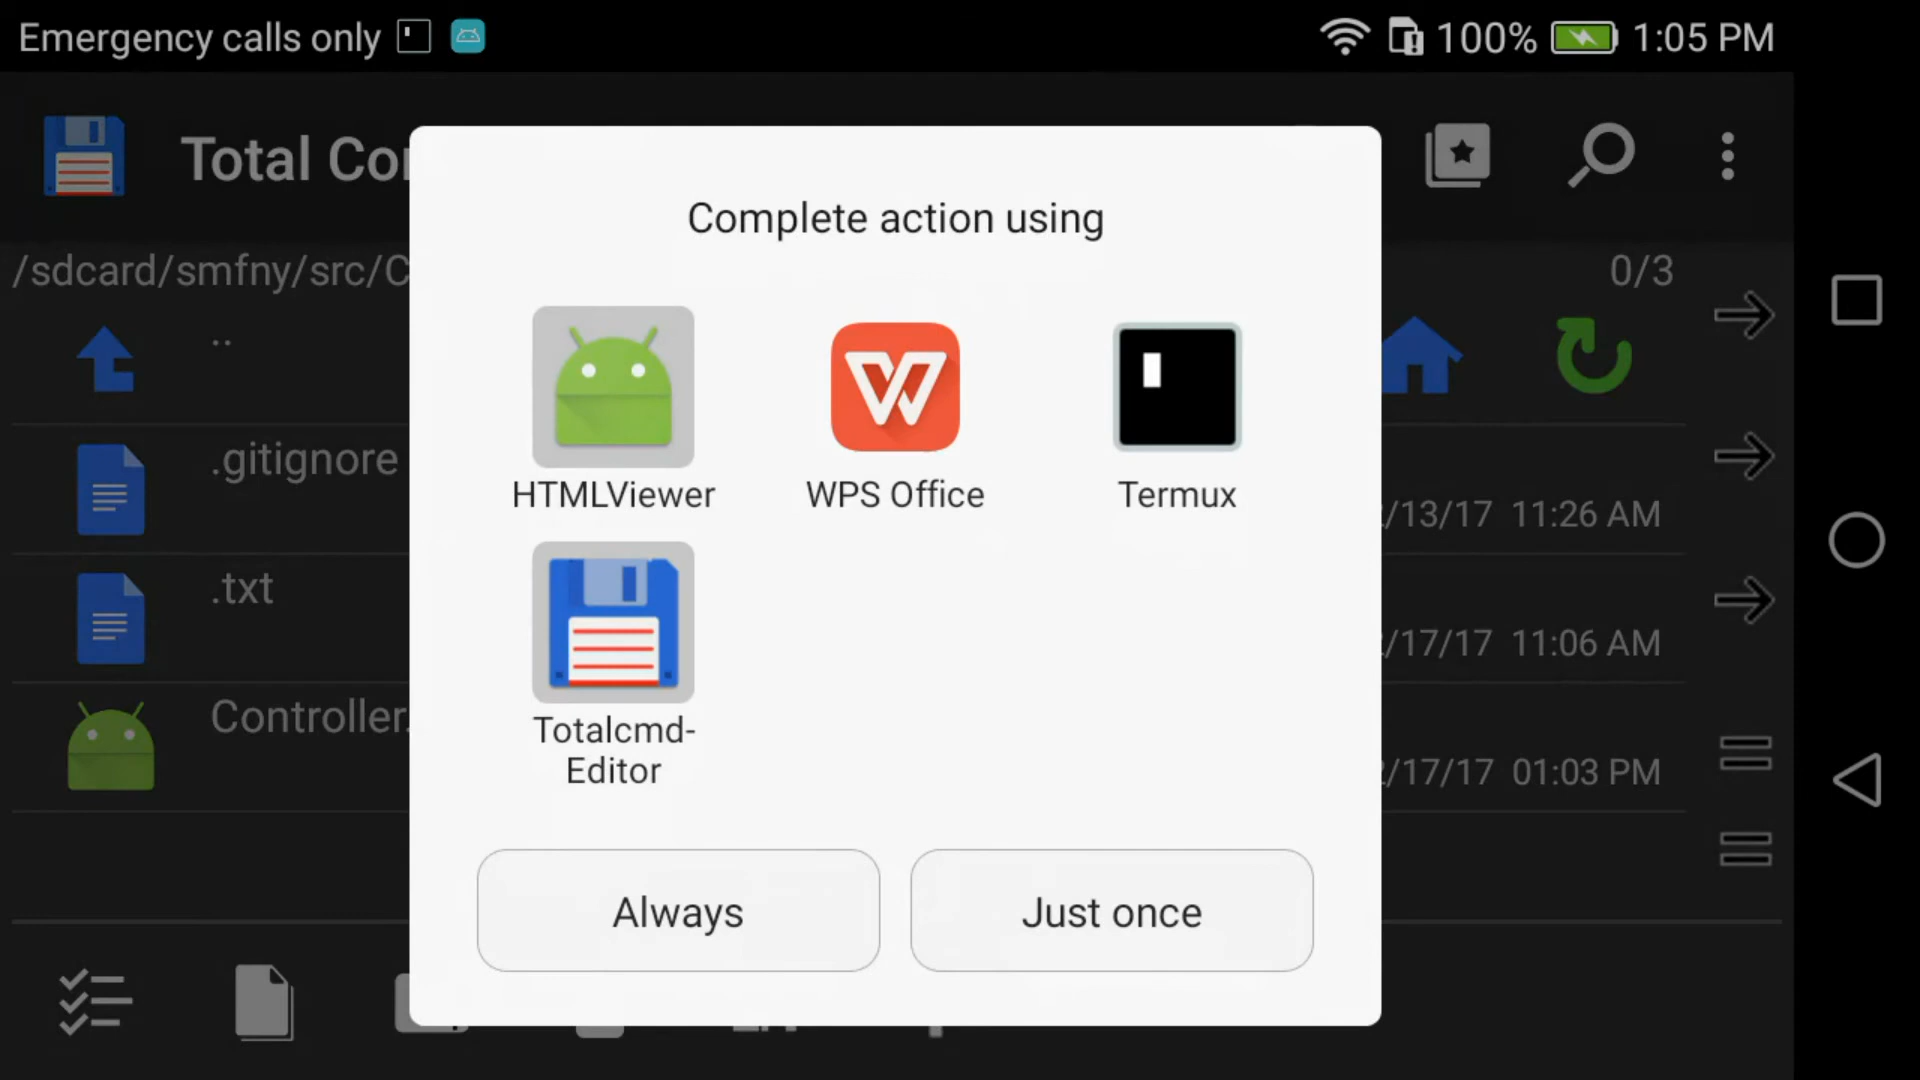 Emergency calls only
100%
1:05 PM
Total Co
/sdcard/smfny/src/C
0/3
..
.gitignore
/13/17 11:26 AM
.txt
/17/17 11:06 AM
Controller.
/17/17 01:03 PM
Complete action using
HTMLViewer
WPS Office
Termux
Totalcmd-
Editor
Always
Just once